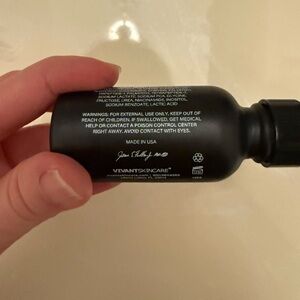 SODIUM LACTATE, SODIUM PCA, GLYCINE,
FRUCTOSE, UREA, NIACINAMIDE, INOSITOL,
SODIUM BENZOATE, LACTIC ACID
WARNINGS: FOR EXTERNAL USE ONLY, KEEP OUT OF
REACH OF CHILDREN. IF SWALLOWED, GET MEDICAL
HELP OR CONTACT A POISON CONTROL CENTER
RIGHT AWAY. AVOID CONTACT WITH EYES.
MADE IN USA
VIVANTSKINCARE®